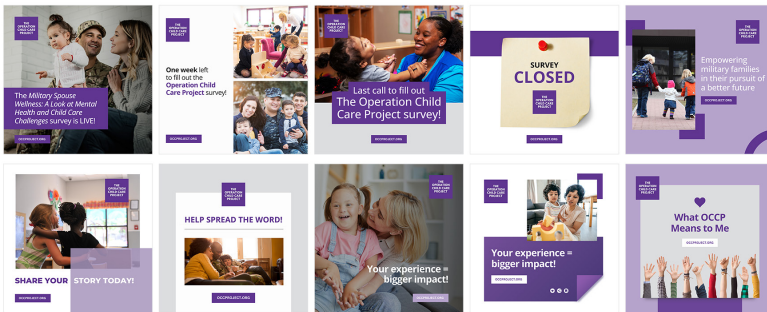 THE
OPERATION
CHILD CARE
PROJECT
The Military Spouse
Wellness: A Look at Mental
Health and Child Care
Challenges survey is LIVE!
OCCPROJECT.ORG
THE
OPERATION
CHILD CARE
PROJECT
One week left
to fill out the
Operation Child
Care Project survey!
OCCPROJECT.ORG
THE
OPERATION
CHILD CARE
PROJECT
Last call to fill out
The Operation Child
Care Project survey!
OCCPROJECT.ORG
SURVEY
CLOSED
THE
OPERATION
CHILD CARE
PROJECT
OCCPROJECT.ORG
THE
OPERATION
CHILD CARE
PROJECT
Empowering
military families
in their pursuit of
a better future
OCCPROJECT.ORG
THE
OPERATION
CHILD CARE
PROJECT
SHARE YOUR STORY TODAY!
OCCPROJECT.ORG
THE
OPERATION
CHILD CARE
PROJECT
HELP SPREAD THE WORD!
OCCPROJECT.ORG
THE
OPERATION
CHILD CARE
PROJECT
Your experience =
bigger impact!
OCCPROJECT.ORG
THE
OPERATION
CHILD CARE
PROJECT
Your experience =
bigger impact!
OCCPROJECT.ORG
THE
OPERATION
CHILD CARE
PROJECT
What OCCP
Means to Me
OCCPROJECT.ORG